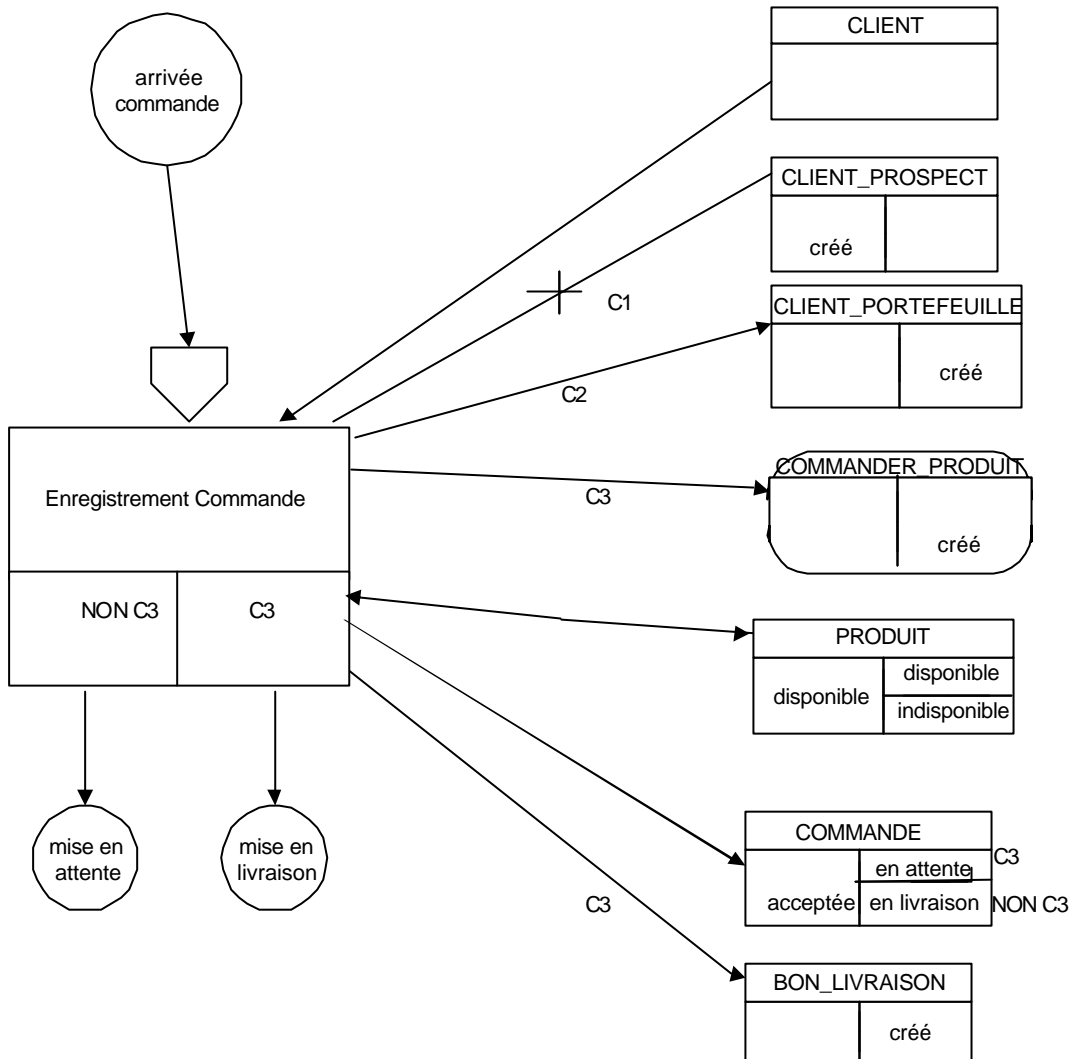 CLIENT
arrivée
commande
CLIENT_PROSPECT
créé
C1
CLIENT_PORTEFEUILLE
créé
C2
COMMANDER_PRODUIT
C3
créé
Enregistrement Commande
NON C3
C3
PRODUIT
disponible
disponible
indisponible
mise en
attente
mise en
livraison
COMMANDE
en attente
C3
acceptée
en livraison
NON C3
C3
BON_LIVRAISON
créé